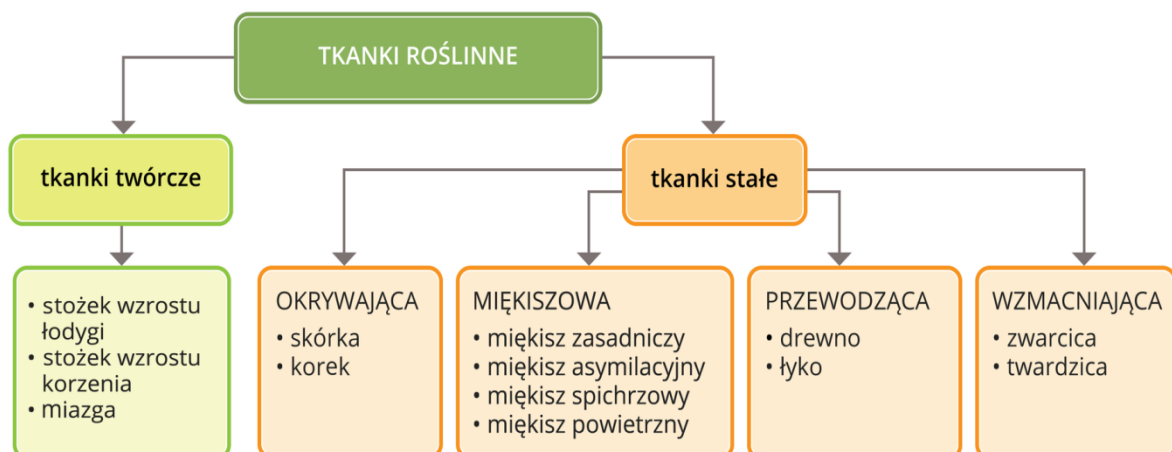 TKANKI ROŚLINNE
tkanki twórcze
tkanki stałe
• stożek wzrostu
łodygi
• stożek wzrostu
korzenia
• miazga
OKRYWAJĄCA
• skórka
• korek
MIĘKISZOWA
• miękisz zasadniczy
• miękisz asymilacyjny
• miękisz spichrzowy
• miękisz powietrzny
PRZEWODZĄCA
• drewno
• łyko
WZMACNIAJĄCA
• zwarcica
• twardzica